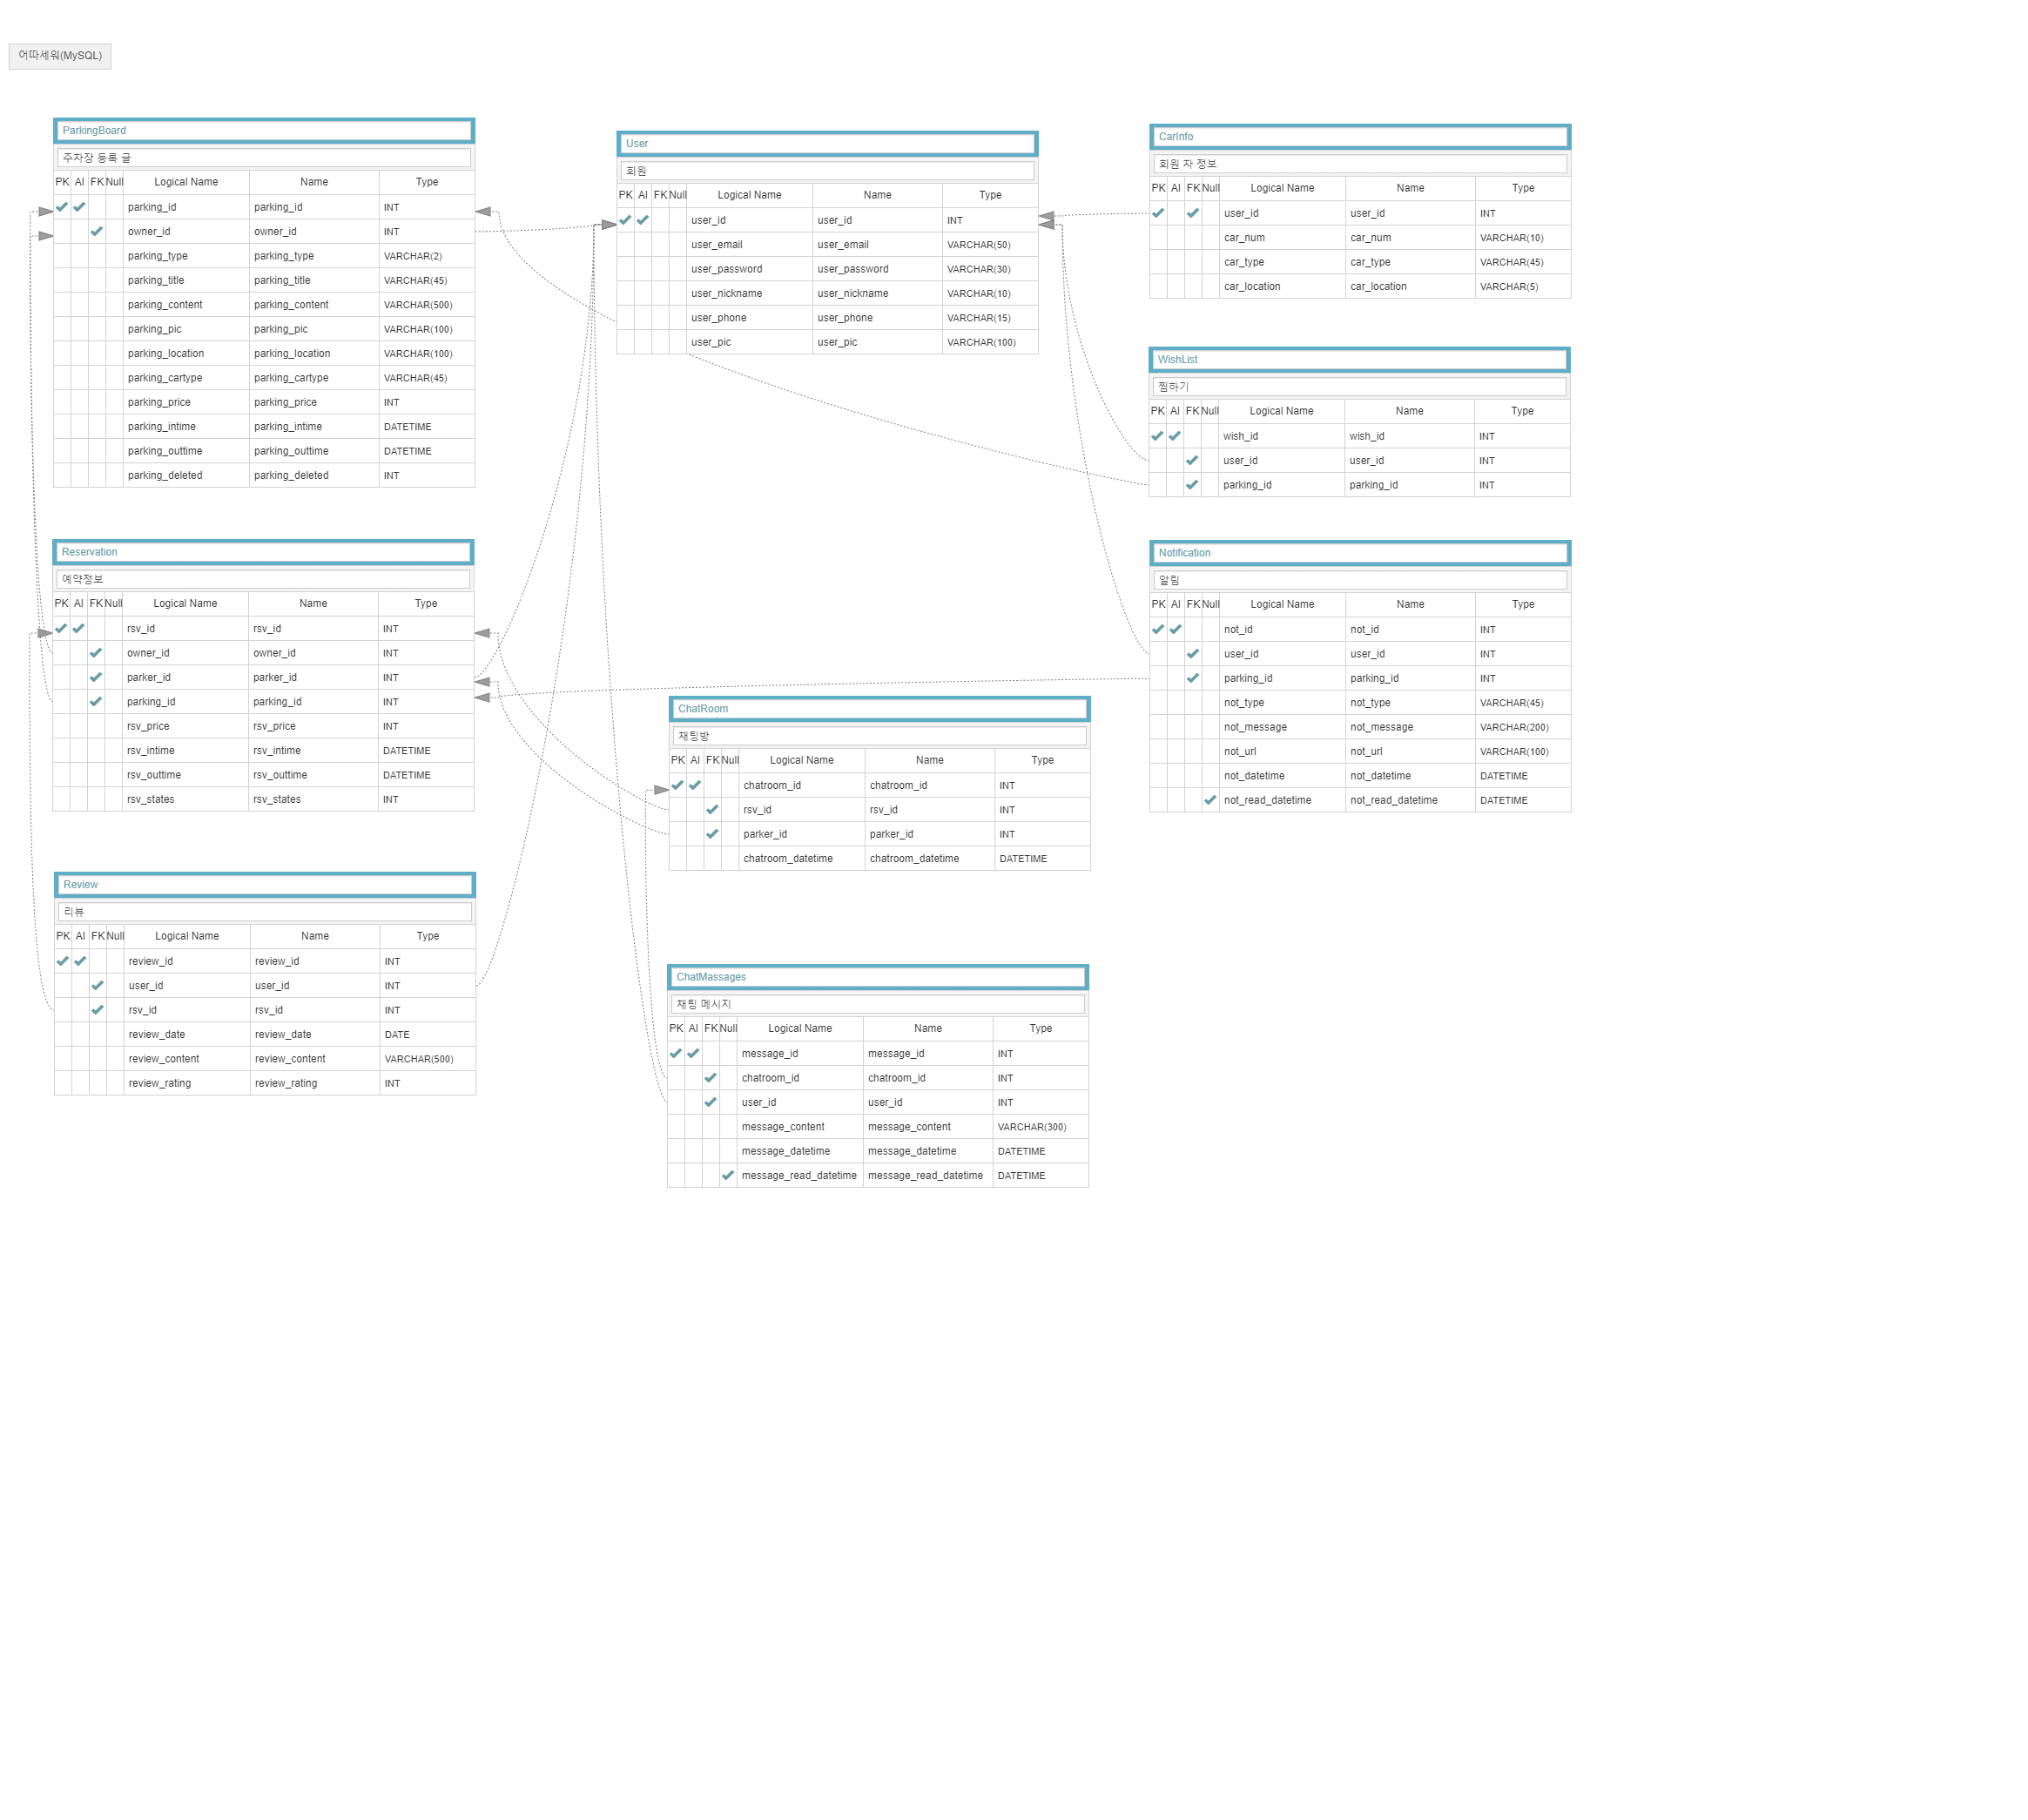 어따세워(MySQL)
ParkingBoard
주차장 등록 글
PK AI FK Null Logical Name Name Type
parking_id parking_id INT
owner_id owner_id INT
parking_type parking_type VARCHAR(2)
parking_title parking_title VARCHAR(45)
parking_content parking_content VARCHAR(500)
parking_pic parking_pic VARCHAR(100)
parking_location parking_location VARCHAR(100)
parking_cartype parking_cartype VARCHAR(45)
parking_price parking_price INT
parking_intime parking_intime DATETIME
parking_outtime parking_outtime DATETIME
parking_deleted parking_deleted INT
User
회원
PK AI FK Null Logical Name Name Type
user_id user_id INT
user_email user_email VARCHAR(50)
user_password user_password VARCHAR(30)
user_nickname user_nickname VARCHAR(10)
user_phone user_phone VARCHAR(15)
user_pic user_pic VARCHAR(100)
CarInfo
회원 차 정보
PK AI FK Null Logical Name Name Type
user_id user_id INT
car_num car_num VARCHAR(10)
car_type car_type VARCHAR(45)
car_location car_location VARCHAR(5)
WishList
찜하기
PK AI FK Null Logical Name Name Type
wish_id wish_id INT
user_id user_id INT
parking_id parking_id INT
Reservation
예약정보
PK AI FK Null Logical Name Name Type
rsv_id rsv_id INT
owner_id owner_id INT
parker_id parker_id INT
parking_id parking_id INT
rsv_price rsv_price INT
rsv_intime rsv_intime DATETIME
rsv_outtime rsv_outtime DATETIME
rsv_states rsv_states INT
Notification
알림
PK AI FK Null Logical Name Name Type
not_id not_id INT
user_id user_id INT
parking_id parking_id INT
not_type not_type VARCHAR(45)
not_message not_message VARCHAR(200)
not_url not_url VARCHAR(100)
not_datetime not_datetime DATETIME
not_read_datetime not_read_datetime DATETIME
ChatRoom
채팅방
PK AI FK Null Logical Name Name Type
chatroom_id chatroom_id INT
rsv_id rsv_id INT
parker_id parker_id INT
chatroom_datetime chatroom_datetime DATETIME
Review
리뷰
PK AI FK Null Logical Name Name Type
review_id review_id INT
user_id user_id INT
rsv_id rsv_id INT
review_date review_date DATE
review_content review_content VARCHAR(500)
review_rating review_rating INT
ChatMassages
채팅 메시지
PK AI FK Null Logical Name Name Type
message_id message_id INT
chatroom_id chatroom_id INT
user_id user_id INT
message_content message_content VARCHAR(300)
message_datetime message_datetime DATETIME
message_read_datetime message_read_datetime DATETIME